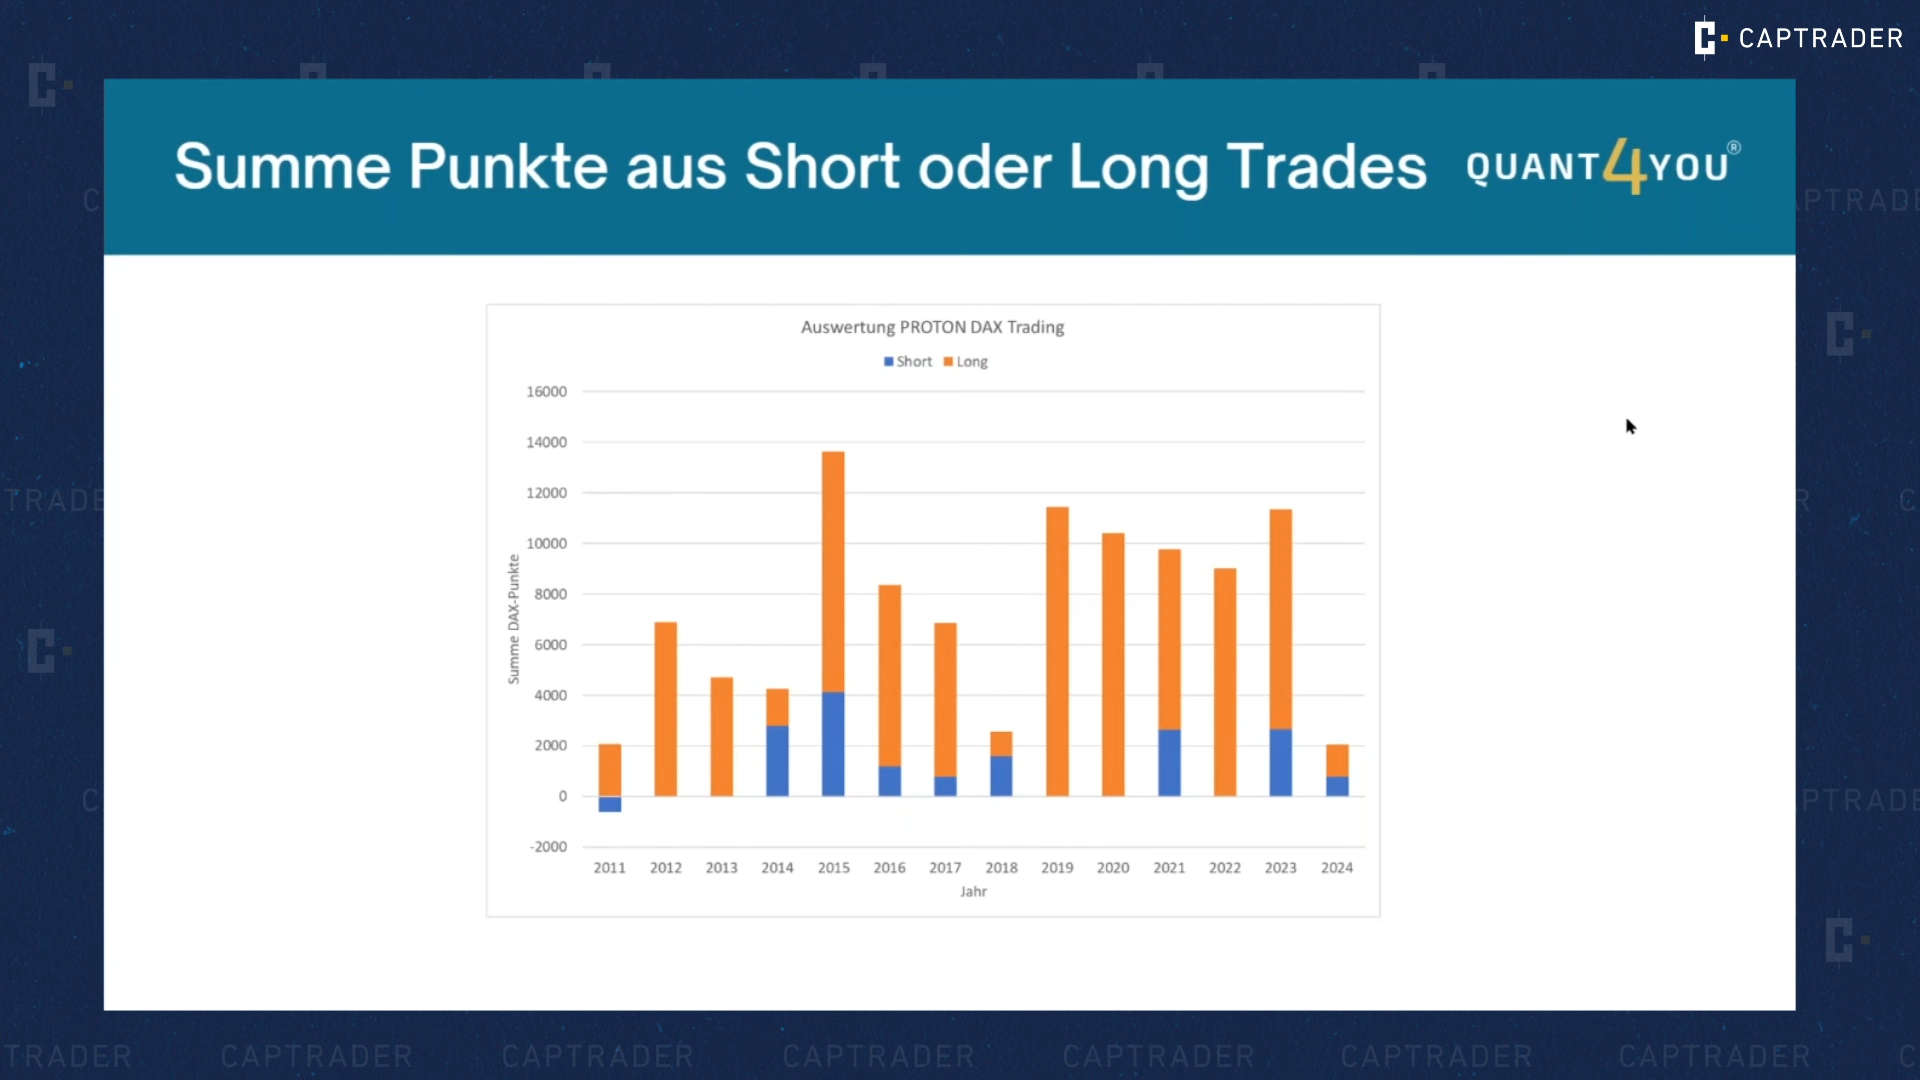 CAPTRADER
Summe Punkte aus Short oder Long Trades
QUANT4YOU®
Auswertung PROTON DAX Trading
Short Long
16000
14000
12000
10000
8000
6000
4000
2000
0
-2000
Summe DAX-Punkte
2011 2012 2013 2014 2015 2016 2017 2018 2019 2020 2021 2022 2023 2024
Jahr
TRADER CAPTRADER CAPTRADER CAPTRADER CAPTRADER CAPTRADER CAPTRADER